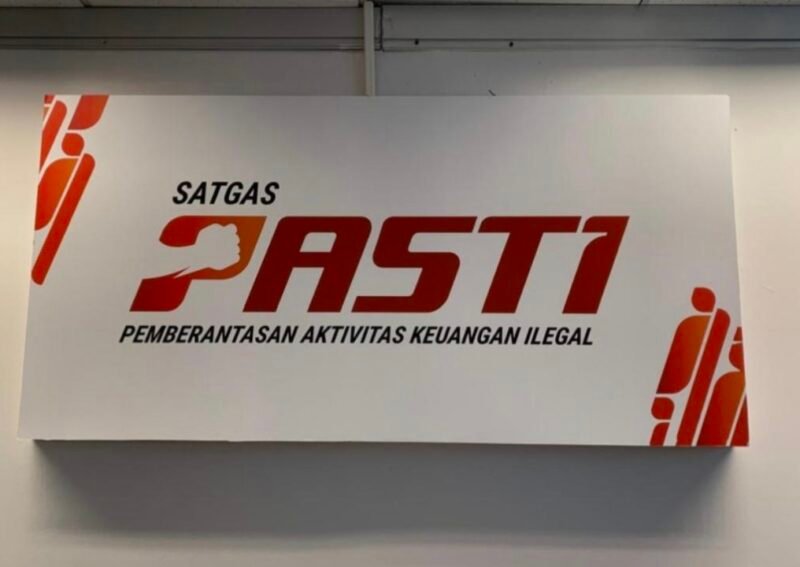 SATGAS
PASTI
PEMBERANTASAN AKTIVITAS KEUANGAN ILEGAL